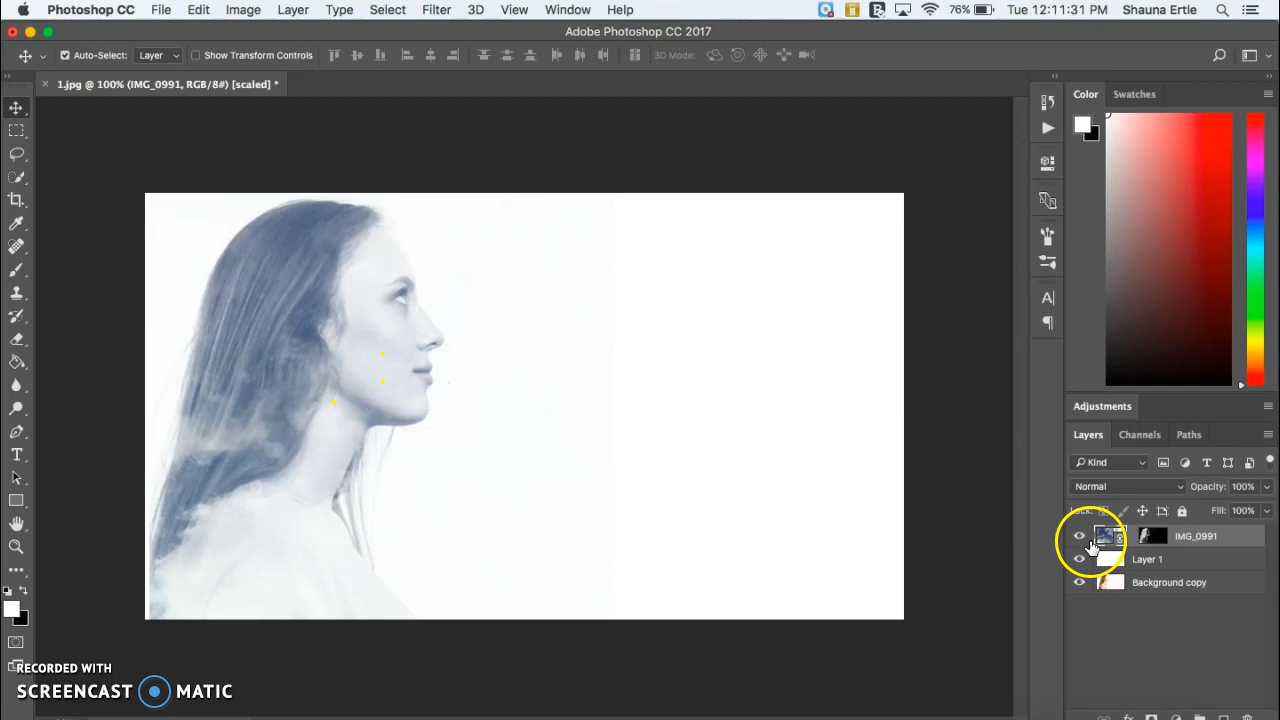 Photoshop CC File Edit Image Layer Type Select Filter 3D View Window Help 76% Tue 12:11:31 PM Shauna Ertle
Adobe Photoshop CC 2017
Auto-Select: Layer Show Transform Controls 3D Mode:
1.jpg @ 100% (IMG_0991, RGB/8#) [scaled] *
Color Swatches
Adjustments
Layers Channels Paths
Kind
Normal Opacity: 100%
Lock: Fill: 100%
IMG_0991
Layer 1
Background copy
RECORDED WITH
SCREENCAST MATIC